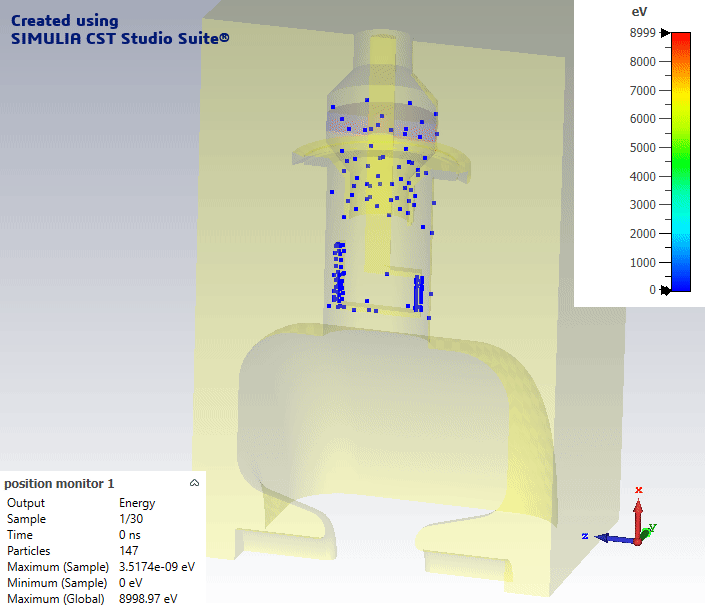 Created using
SIMULIA CST Studio Suite®
eV
8999
8000
7000
6000
5000
4000
3000
2000
1000
0
x
y
z
position monitor 1
Output Energy
Sample 1/30
Time 0 ns
Particles 147
Maximum (Sample) 3.5174e-09 eV
Minimum (Sample) 0 eV
Maximum (Global) 8998.97 eV